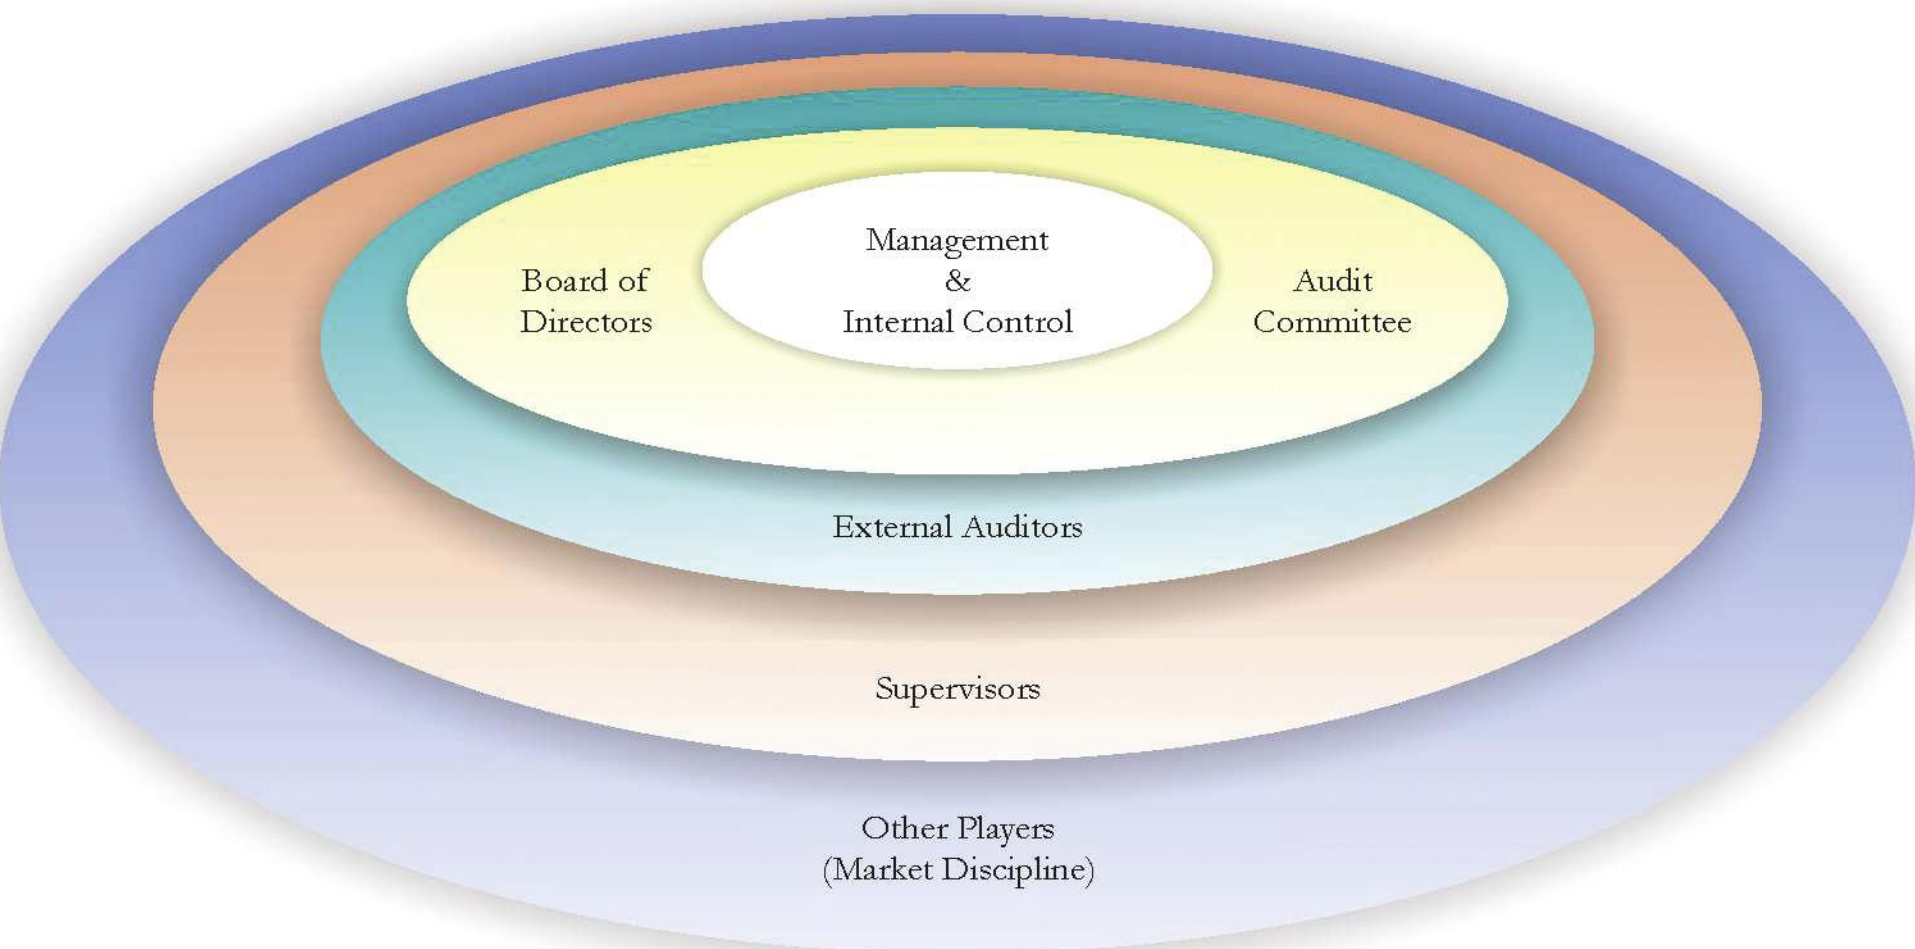 Management
&
Internal Control
Board of
Directors
Audit
Committee
External Auditors
Supervisors
Other Players
(Market Discipline)